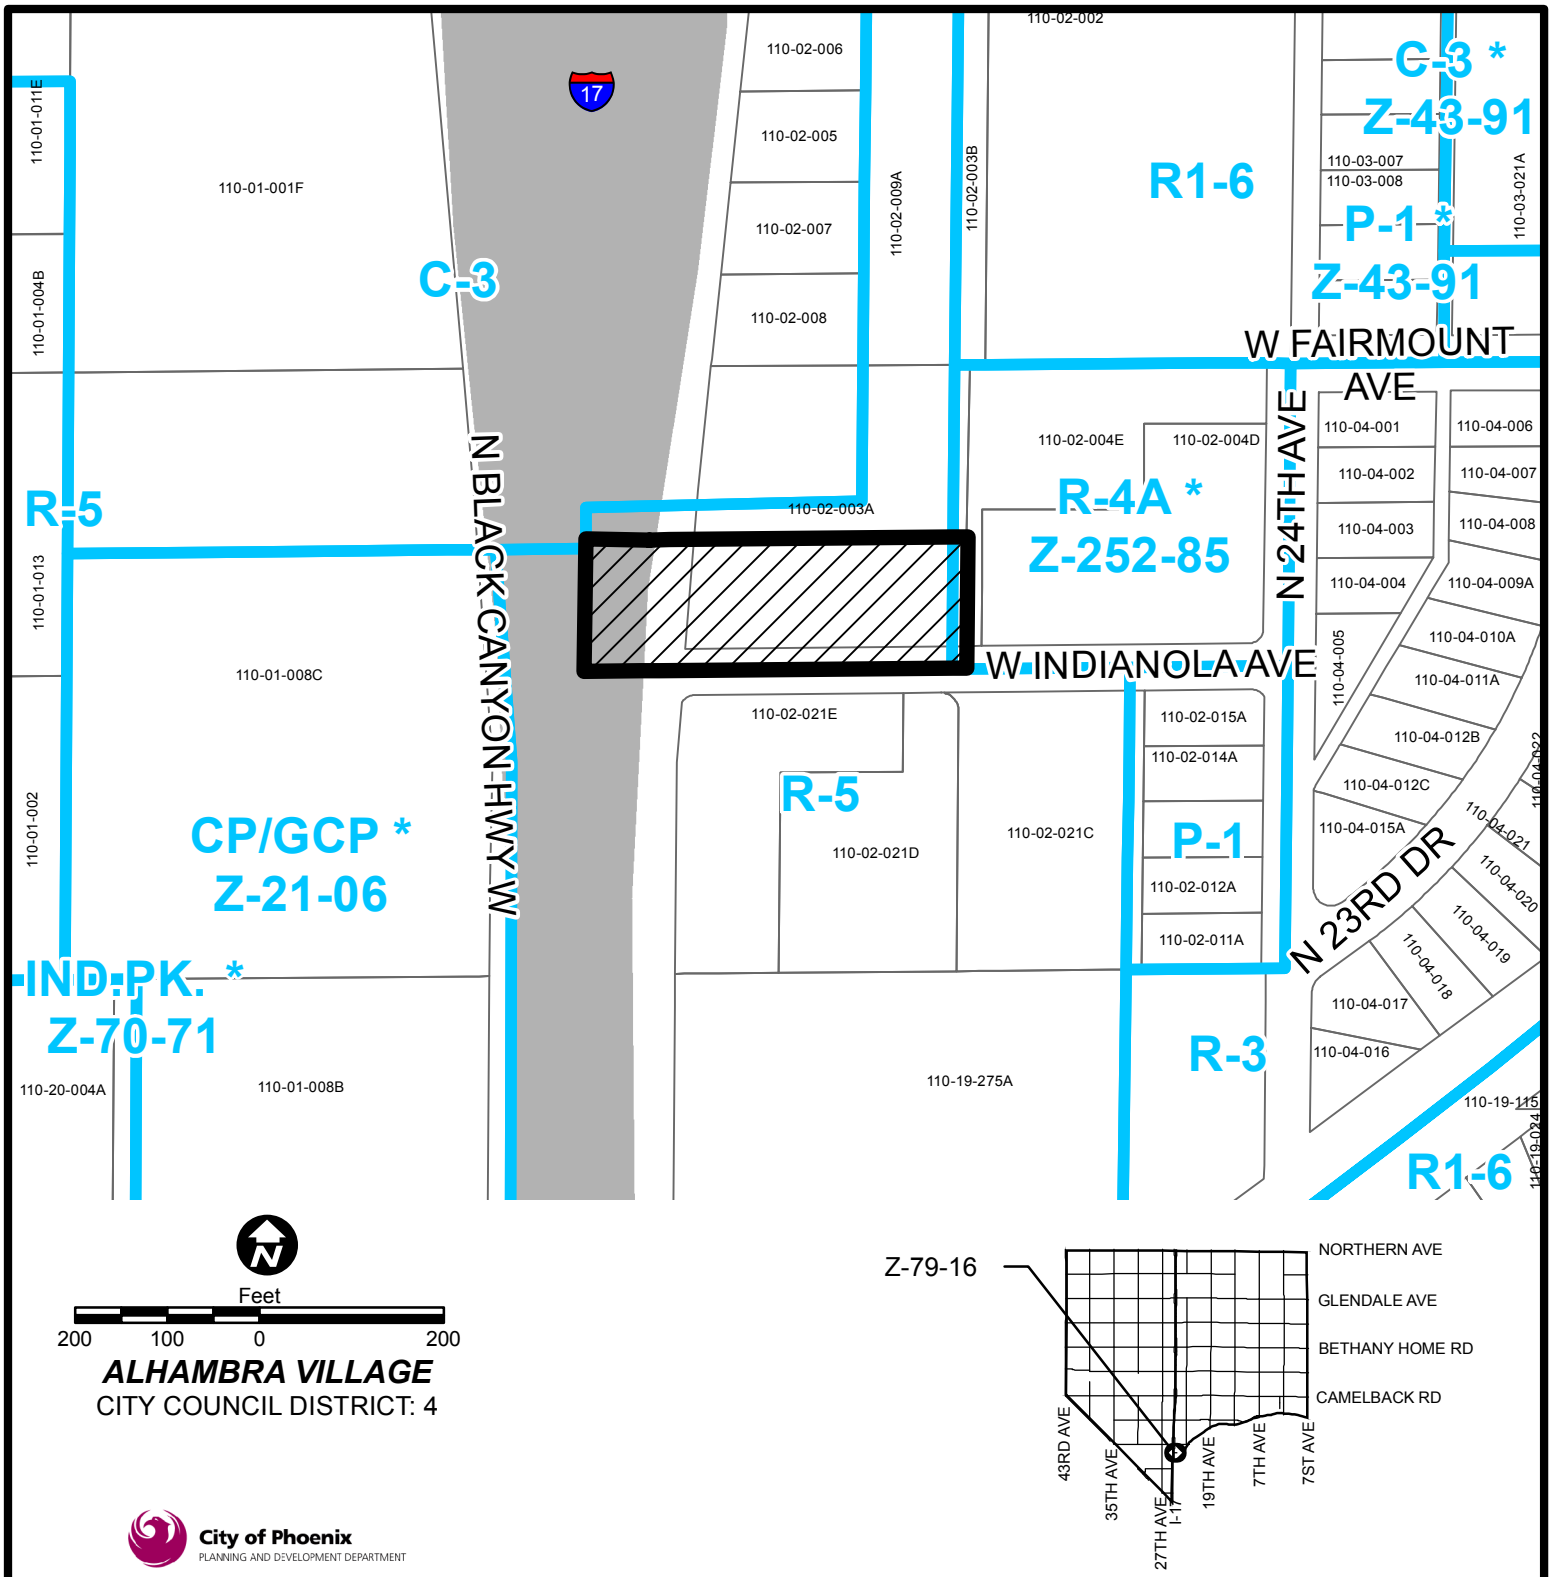 110-02-002
110-02-006
C-3 *
17
Z-43-91
110-01-011E
110-02-005
110-03-007
110-03-008
110-03-021A
R1-6
110-01-001F
110-02-009A
110-02-003B
P-1 *
110-02-007
Z-43-91
C-3
110-01-004B
110-02-008
W FAIRMOUNT
AVE
N 24TH AVE
110-04-001
110-04-006
110-02-004E
110-02-004D
110-04-002
110-04-007
N BLACK CANYON HWY W
R-5
R-4A *
110-02-003A
110-04-003
110-04-008
Z-252-85
110-01-013
110-04-004
110-04-009A
110-04-010A
110-04-005
W INDIANOLA AVE
110-01-008C
110-04-011A
110-02-021E
110-02-015A
110-04-012B
110-02-014A
110-04-022
R-5
110-04-012C
110-01-002
CP/GCP *
Z-21-06
110-02-021C
P-1
110-04-015A
110-04-021
110-02-021D
110-04-020
110-02-012A
N 23RD DR
110-04-019
110-02-011A
110-04-018
IND.PK. *
Z-70-71
110-04-017
R-3
110-04-016
110-20-004A
110-01-008B
110-19-275A
110-19-115
110-19-024
R1-6
N
Feet
200 100 0 200
ALHAMBRA VILLAGE
CITY COUNCIL DISTRICT: 4
Z-79-16
NORTHERN AVE
GLENDALE AVE
BETHANY HOME RD
CAMELBACK RD
43RD AVE
35TH AVE
27TH AVE
I-17
19TH AVE
7TH AVE
7ST AVE
City of Phoenix
PLANNING AND DEVELOPMENT DEPARTMENT